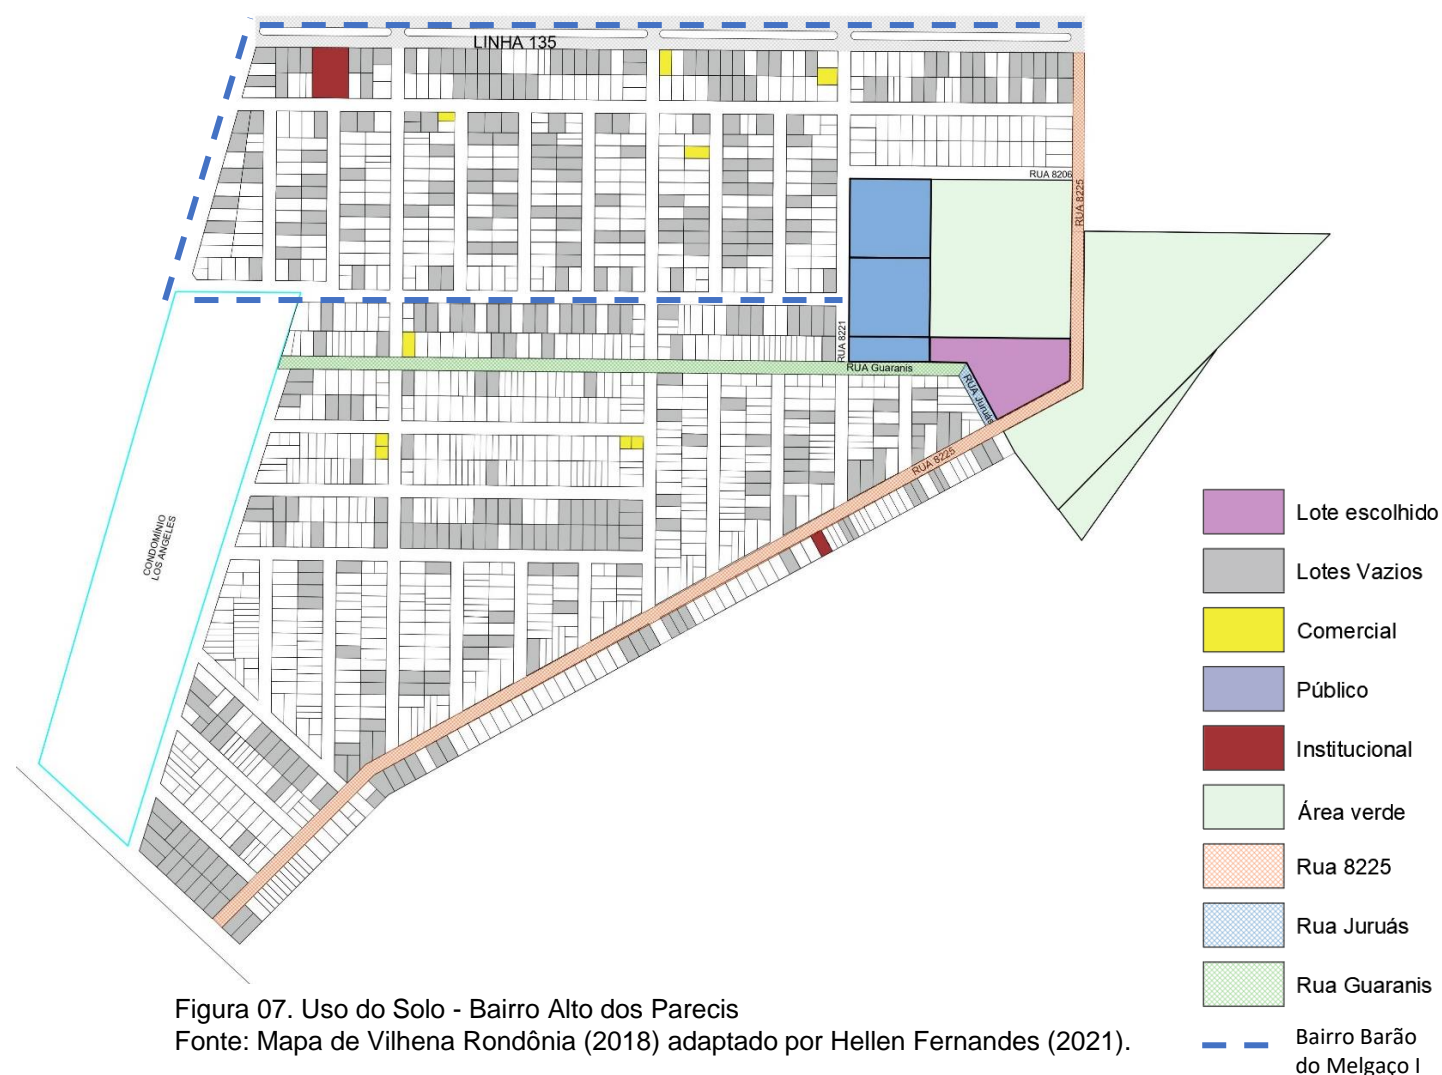 LINHA 135
RUA 8206
RUA 8225
RUA 8221
RUA Guaranis
RUA Juruás
RUA 8225
CONDOMÍNIO
LOS ANGELES
Lote escolhido
Lotes Vazios
Comercial
Público
Institucional
Área verde
Rua 8225
Rua Juruás
Rua Guaranis
Bairro Barão
do Melgaço I
Figura 07. Uso do Solo - Bairro Alto dos Parecis
Fonte: Mapa de Vilhena Rondônia (2018) adaptado por Hellen Fernandes (2021).